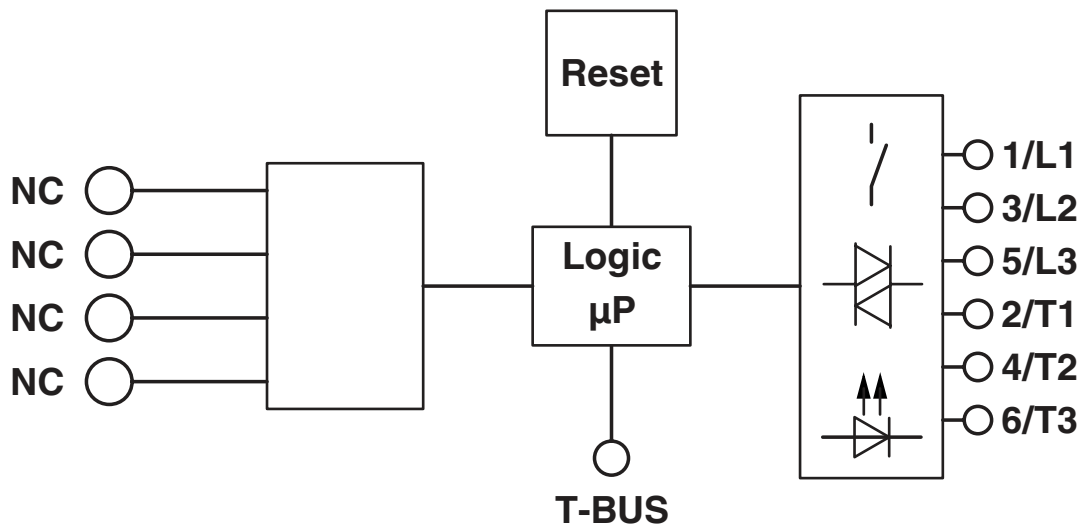 Reset
NC
NC
NC
NC
Logic
µP
T-BUS
1/L1
3/L2
5/L3
2/T1
4/T2
6/T3